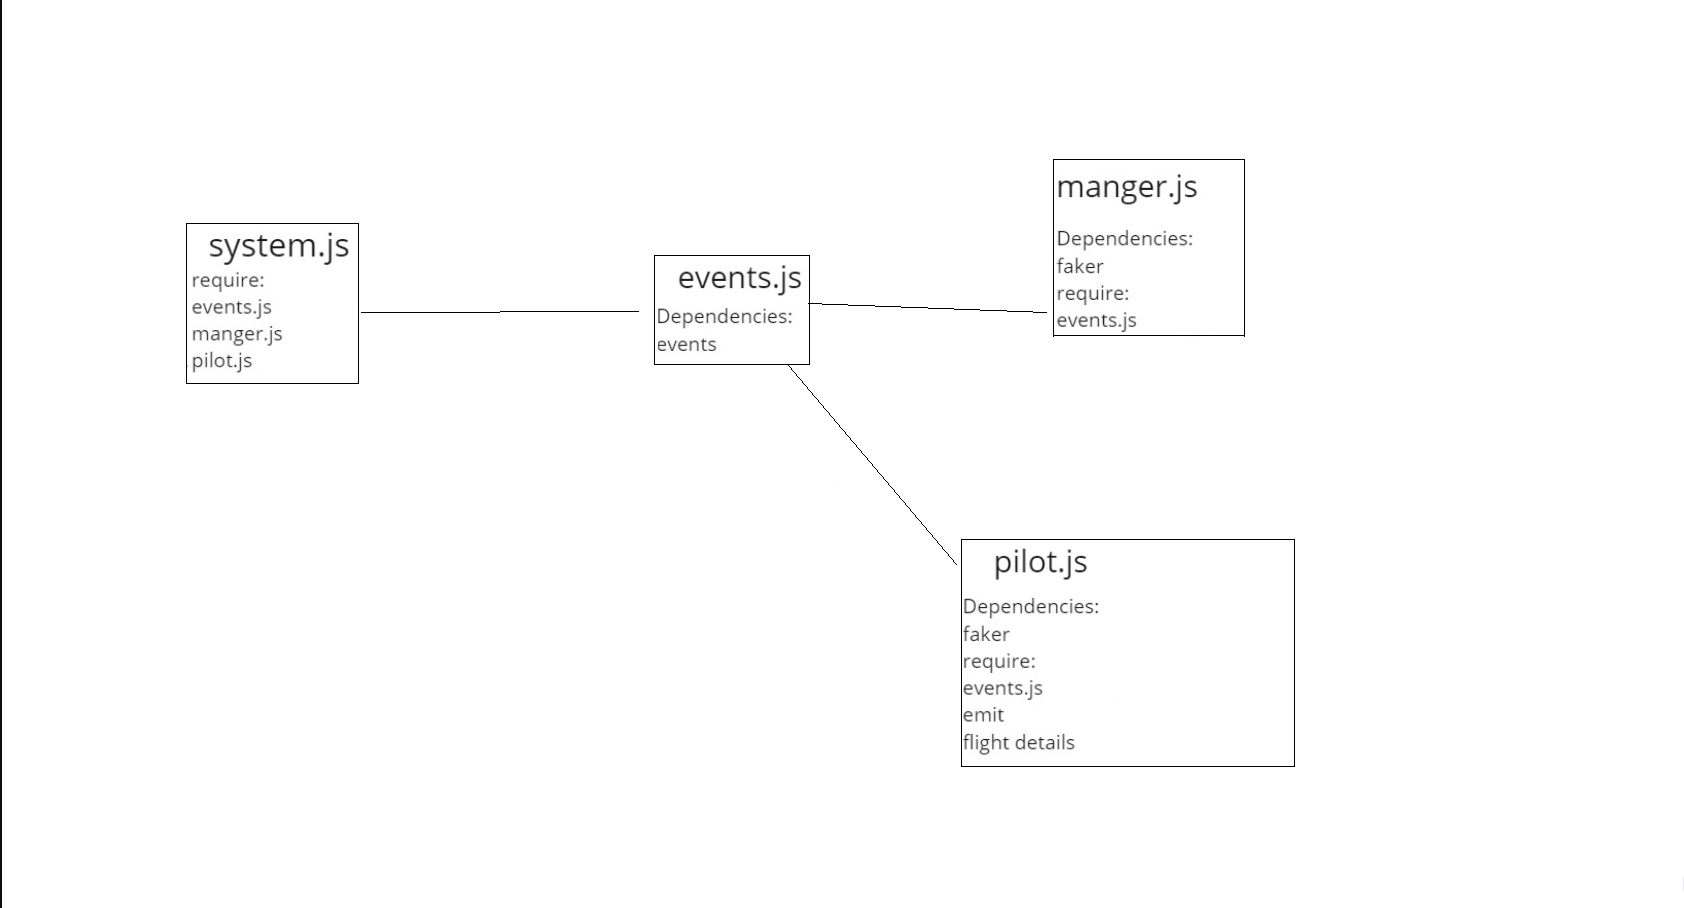 system.js
require:
events.js
manger.js
pilot.js
events.js
Dependencies:
events
manger.js
Dependencies:
faker
require:
events.js
pilot.js
Dependencies:
faker
require:
events.js
emit
flight details